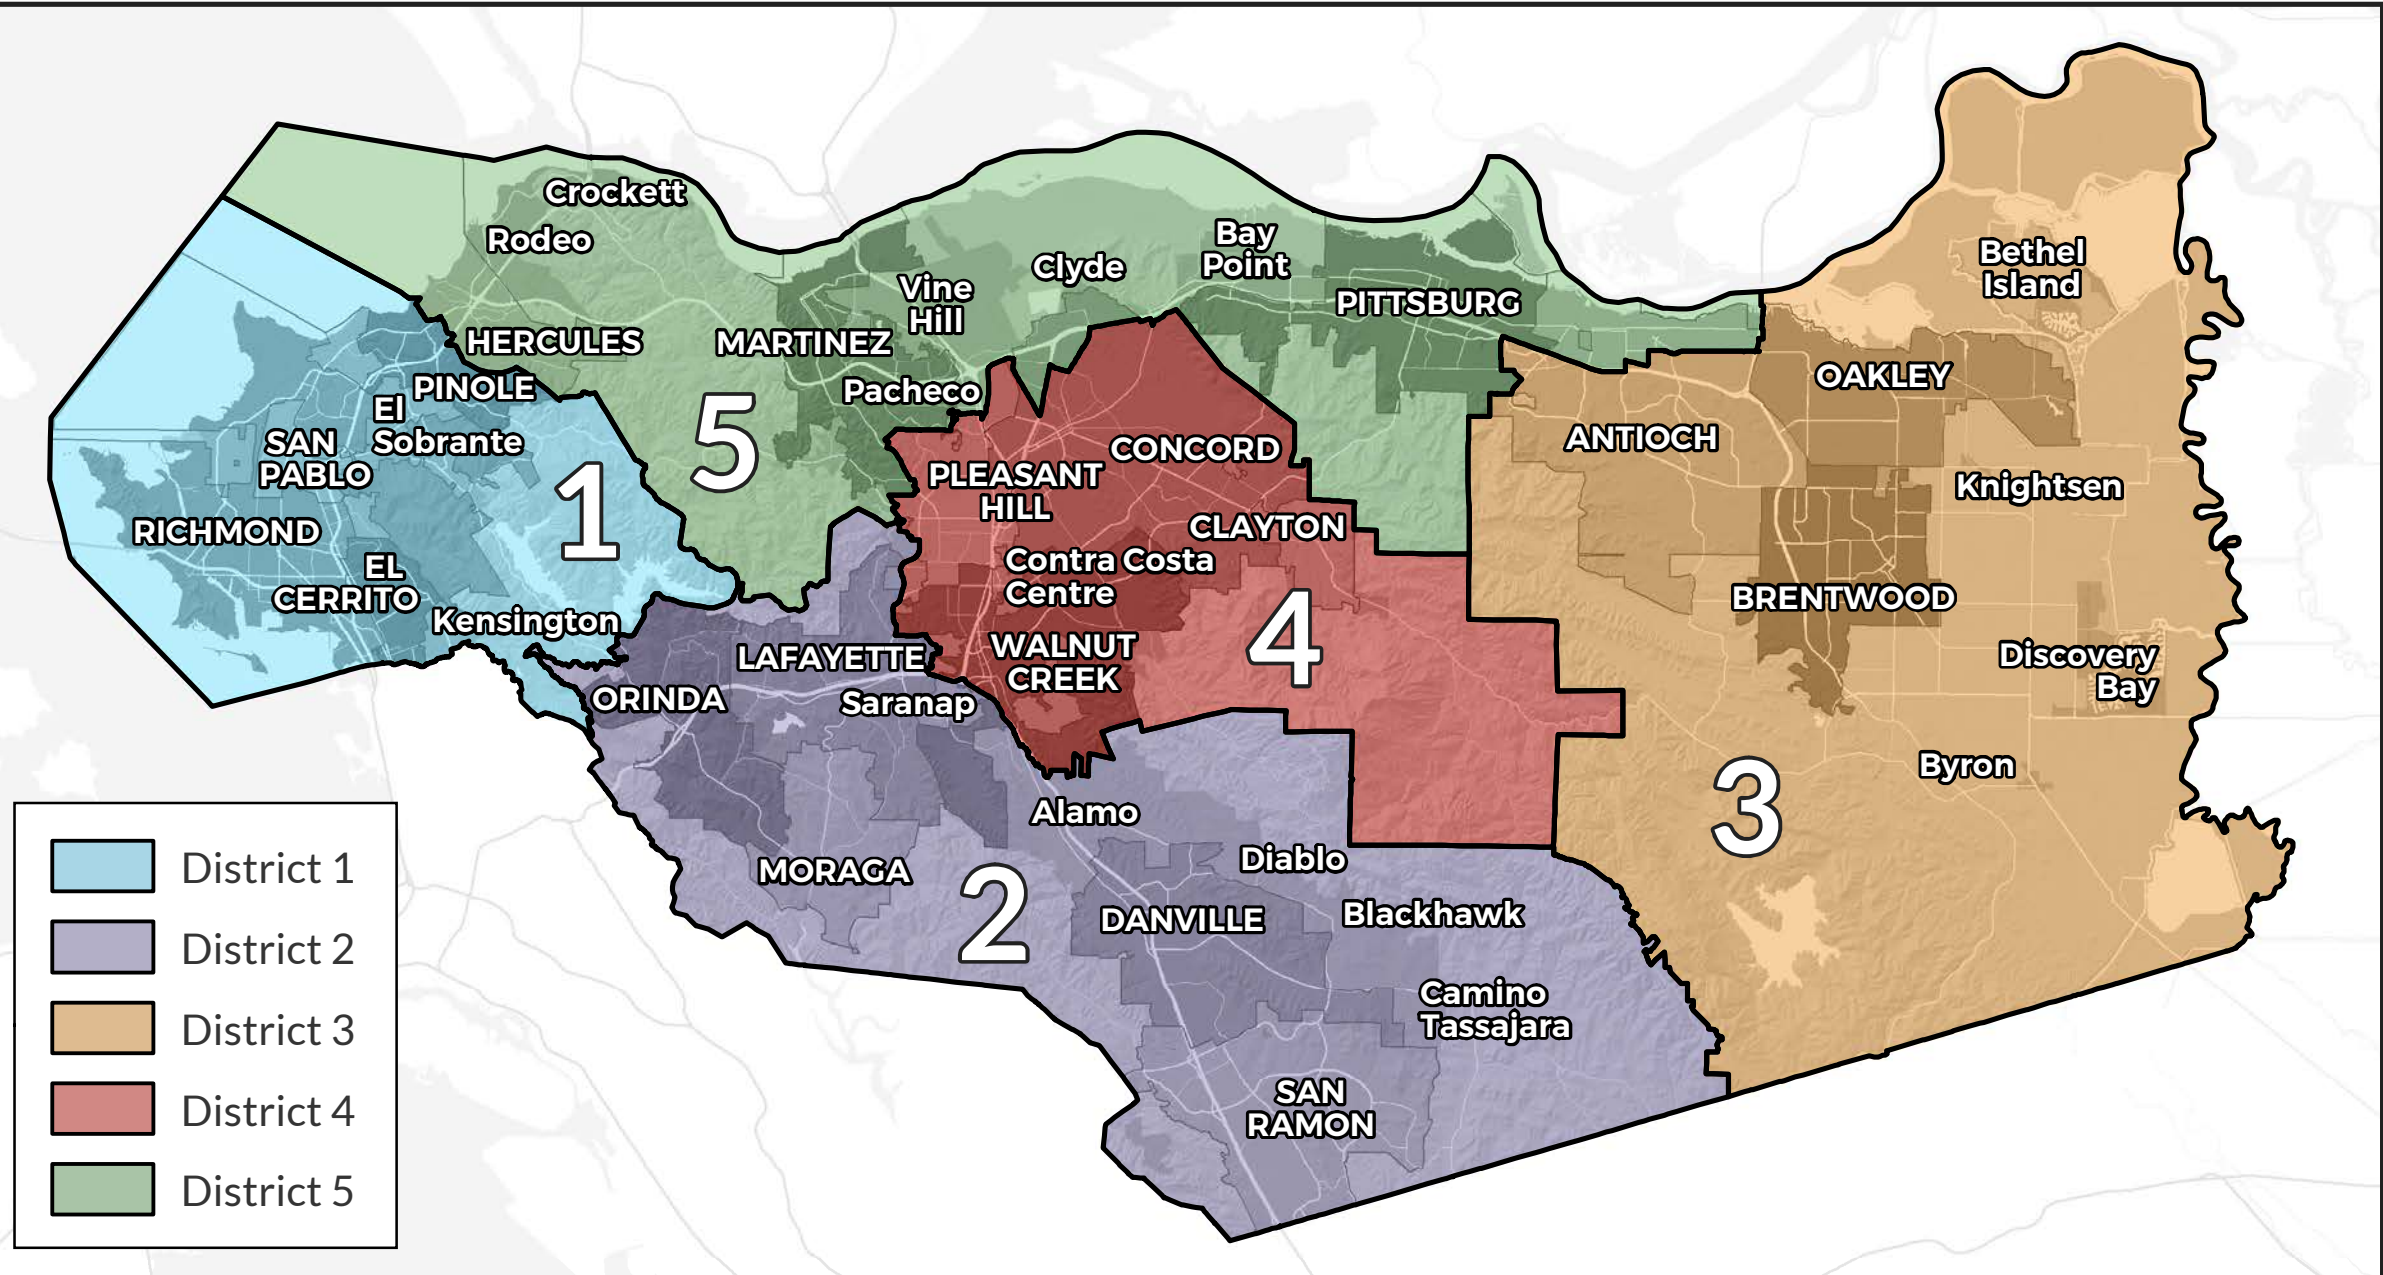 Crockett
Rodeo
Bay
Point
Clyde
Vine
Hill
Bethel
Island
PITTSBURG
HERCULES
MARTINEZ
PINOLE
Pacheco
OAKLEY
El
Sobrante
SAN
PABLO
5
CONCORD
ANTIOCH
PLEASANT
HILL
Knightsen
RICHMOND
1
CLAYTON
EL
CERRITO
Contra Costa
Centre
BRENTWOOD
Kensington
4
LAFAYETTE
WALNUT
CREEK
Discovery
Bay
ORINDA
Saranap
Byron
3
Alamo
Diablo
MORAGA
2
DANVILLE
Blackhawk
Camino
Tassajara
SAN
RAMON
District 1
District 2
District 3
District 4
District 5